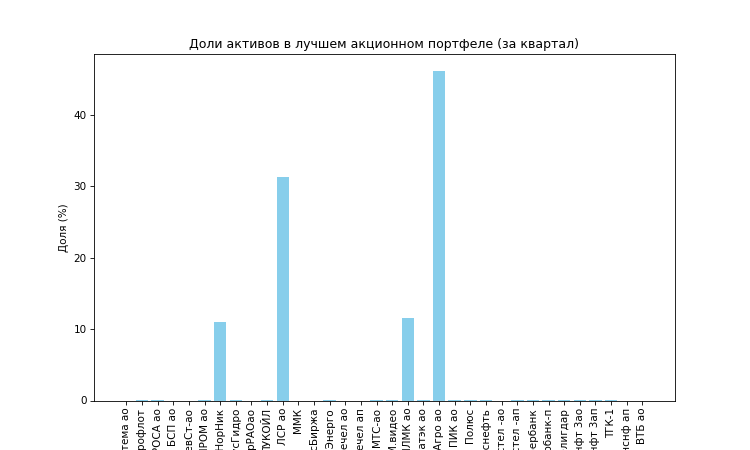 Доли активов в лучшем акционном портфеле (за квартал)
Доля (%)
40
30
20
10
0
тема ао
рофлот
РОСА ао
БСП ао
евСт-ао
ПРОМ ао
НорНик
сГидро
рРАОао
ЛУКОЙЛ
ЛСР ао
ММК
сБиржа
Энерго
ечел ао
ечел ап
МТС-ао
М.видео
ЛМК ао
атэк ао
Агро ао
ПИК ао
Полюс
снефть
стел -ао
стел -ап
ербанк
рбанк-п
лигдар
нфт 3ао
нфт 3ап
ТГК-1
нснф ап
ВТБ ао